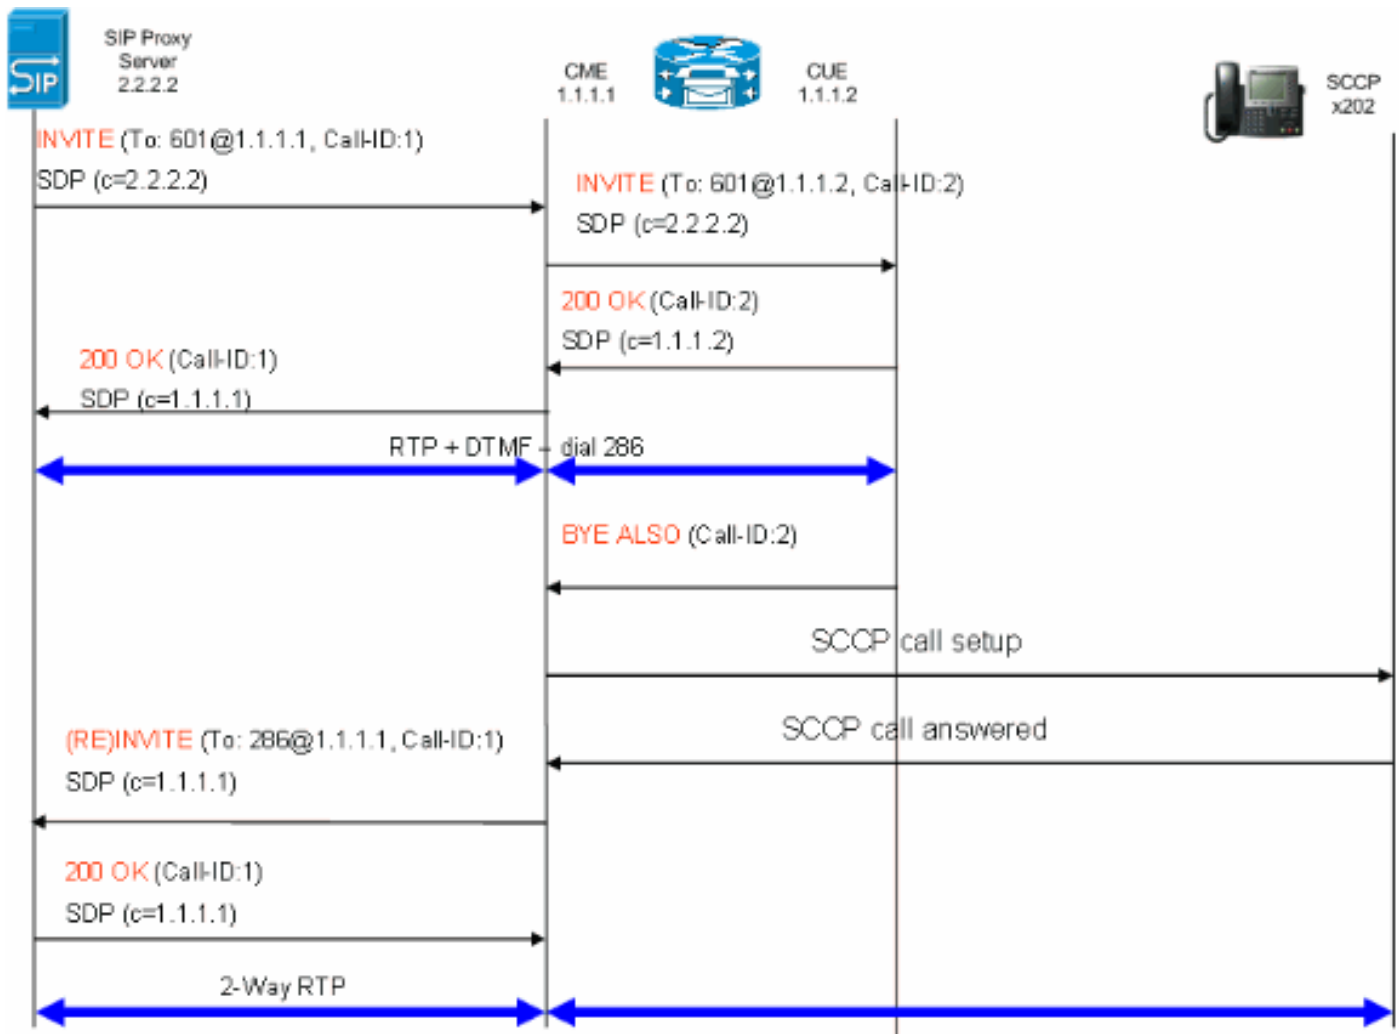 SIP
SIP Proxy
Server
2.2.2.2
CME
1.1.1.1
CUE
1.1.1.2
SCCP
x202
INVITE (To: 601@1.1.1.1, Call-ID:1)
SDP (c=2.2.2.2)
INVITE (To: 601@1.1.1.2, Call-ID:2)
SDP (c=2.2.2.2)
200 OK (Call-ID:2)
SDP (c=1.1.1.2)
200 OK (Call-ID:1)
SDP (c=1.1.1.1)
RTP + DTMF – dial 286
BYE ALSO (Call-ID:2)
SCCP call setup
SCCP call answered
(RE)INVITE (To: 286@1.1.1.1, Call-ID:1)
SDP (c=1.1.1.1)
200 OK (Call-ID:1)
SDP (c=1.1.1.1)
2-Way RTP